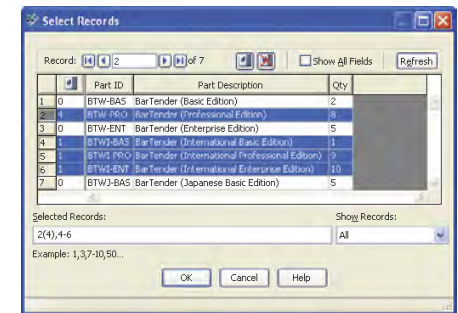 Select Records
Record: 2 of 7 Show All Fields Refresh
Part ID Part Description Qty
1 0 BTW-BAS BarTender (Basic Edition) 2
2 4 BTW-PRO BarTender (Professional Edition) 8
3 0 BTW-ENT BarTender (Enterprise Edition) 5
4 1 BTWI-BAS BarTender (International Basic Edition) 1
5 1 BTWI-PRO BarTender (International Professional Edition) 9
6 1 BTWI-ENT BarTender (International Enterprise Edition) 10
7 0 BTWJ-BAS BarTender (Japanese Basic Edition) 5
Selected Records: Show Records:
2(4),4-6 All
Example: 1,3,7-10,50...
OK Cancel Help